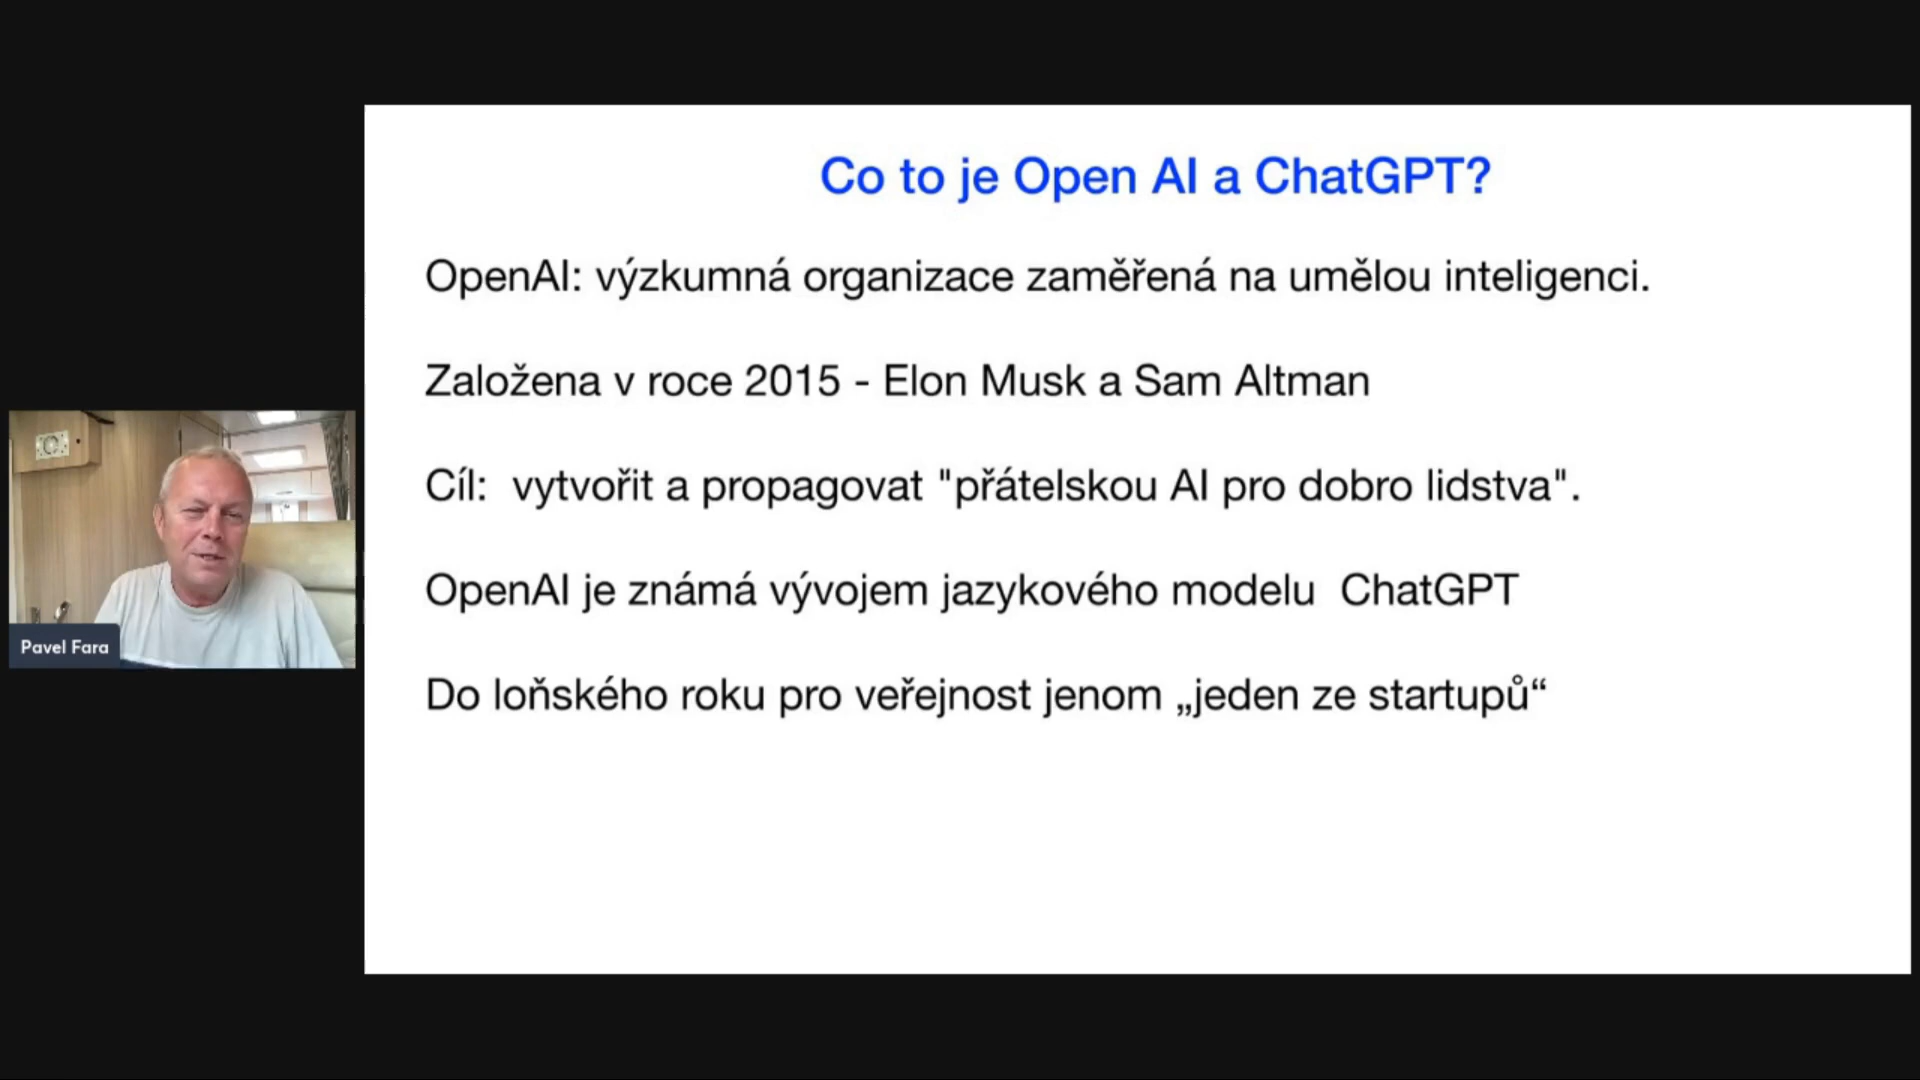 Co to je Open AI a ChatGPT?
OpenAI: výzkumná organizace zaměřená na umělou inteligenci.
Založena v roce 2015 - Elon Musk a Sam Altman
Cíl:  vytvořit a propagovat "přátelskou AI pro dobro lidstva".
OpenAI je známá vývojem jazykového modelu  ChatGPT
Do loňského roku pro veřejnost jenom „jeden ze startupů“
Pavel Fara